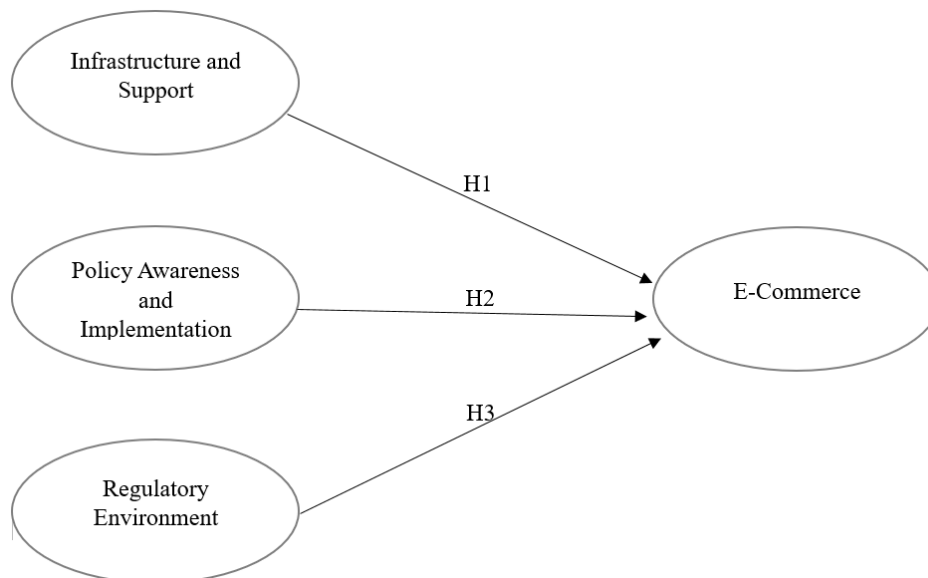 Infrastructure and
Support
H1
Policy Awareness
and
Implementation
H2
E-Commerce
H3
Regulatory
Environment